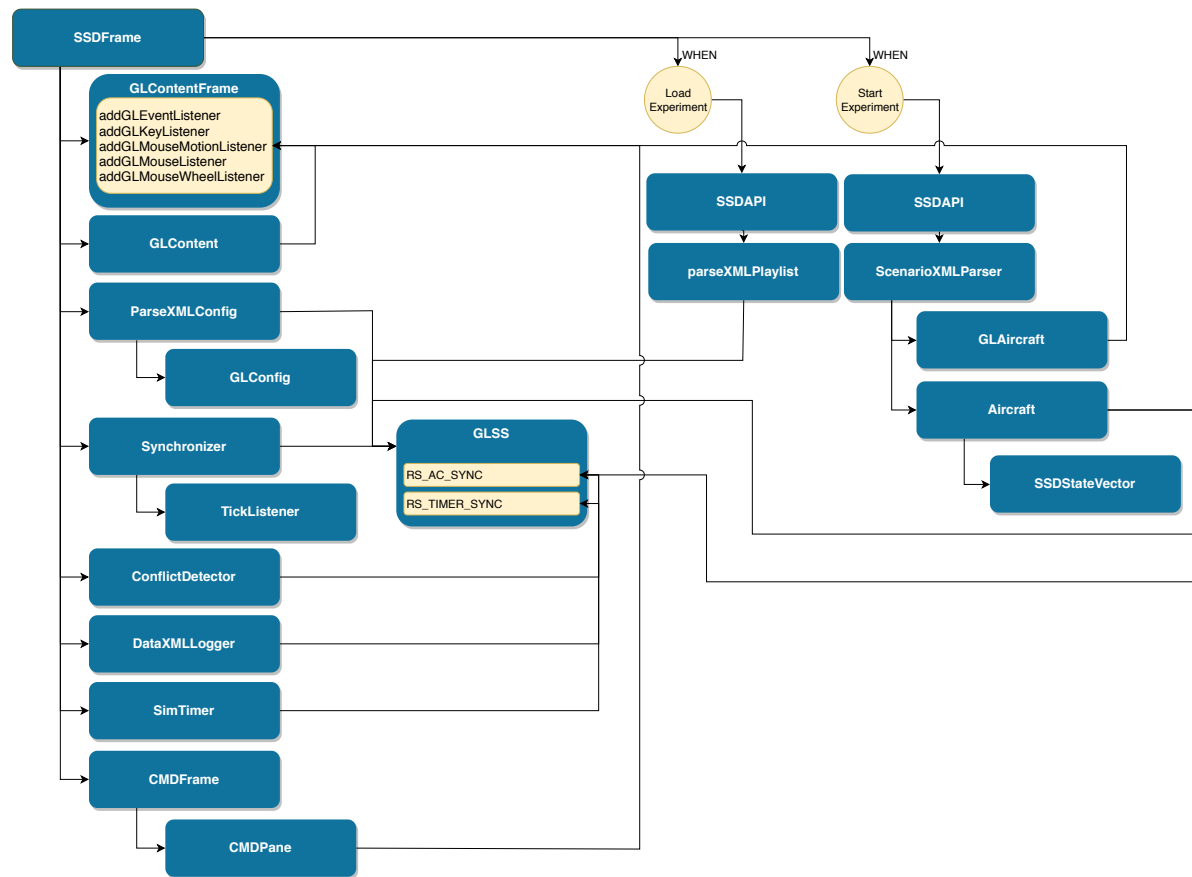 SSDFrame
WHEN
WHEN
GLContentFrame
addGLEventListener
addGLKeyListener
addGLMouseMotionListener
addGLMouseListener
addGLMouseWheelListener
Load
Experiment
Start
Experiment
SSDAPI
SSDAPI
GLContent
parseXMLPlaylist
ScenarioXMLParser
ParseXMLConfig
GLAircraft
GLConfig
Aircraft
Synchronizer
GLSS
RS_AC_SYNC
RS_TIMER_SYNC
SSDStateVector
TickListener
ConflictDetector
DataXMLLogger
SimTimer
CMDFrame
CMDPane